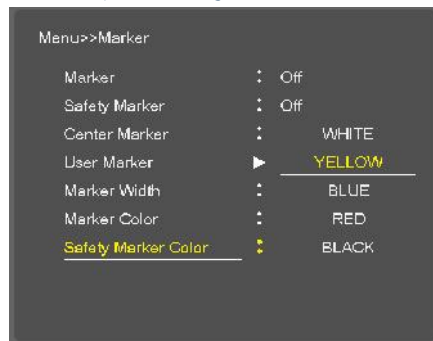 Menu>>Marker
Marker : Off
Safety Marker : Off
Center Marker : WHITE
User Marker ▶ YELLOW
Marker Width : BLUE
Marker Color : RED
Safety Marker Color : BLACK